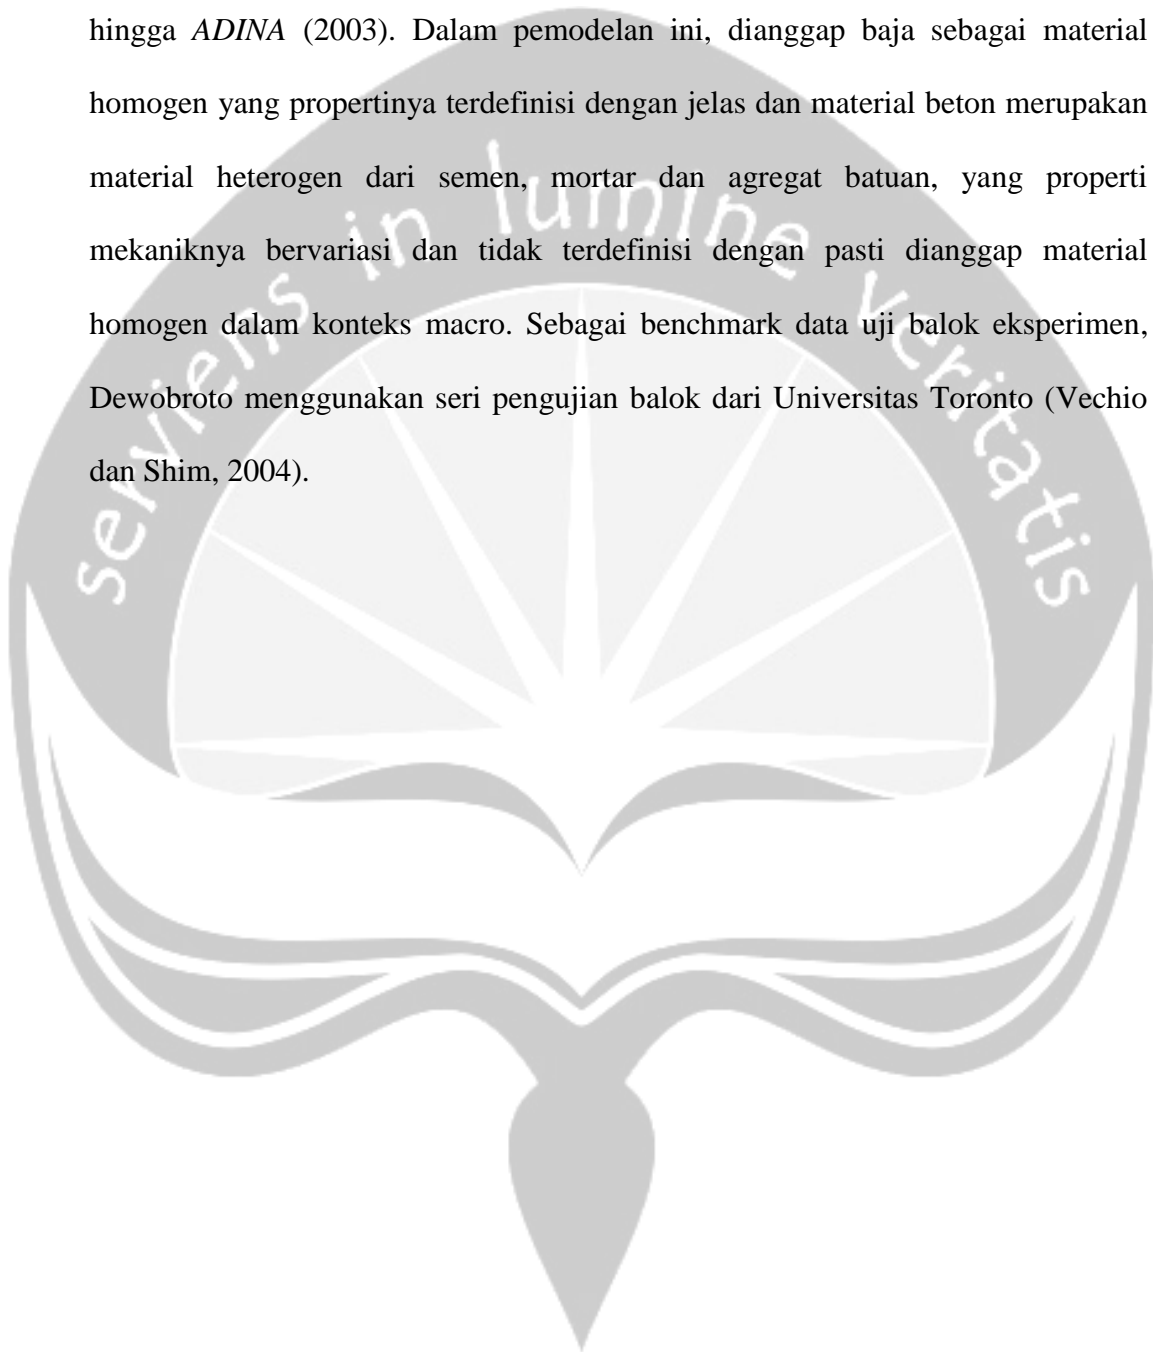 hingga ADINA (2003). Dalam pemodelan ini, dianggap baja sebagai material
homogen yang propertinya terdefinisi dengan jelas dan material beton merupakan
material heterogen dari semen, mortar dan agregat batuan, yang properti
mekaniknya bervariasi dan tidak terdefinisi dengan pasti dianggap material
homogen dalam konteks macro. Sebagai benchmark data uji balok eksperimen,
Dewobroto menggunakan seri pengujian balok dari Universitas Toronto (Vechio
dan Shim, 2004).
serviens in lumine veritatis